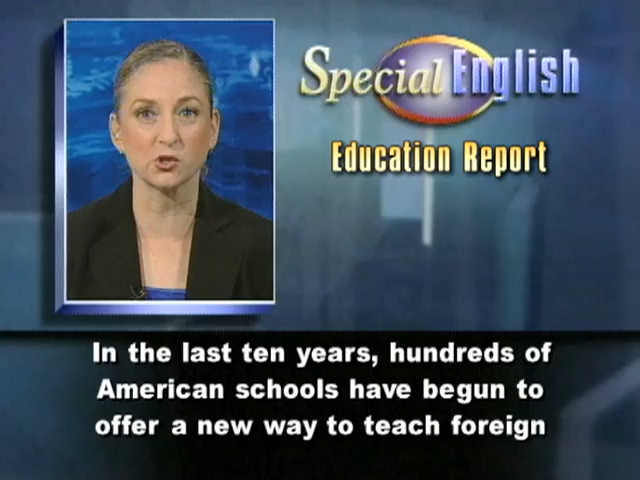 Special English
Education Report
In the last ten years, hundreds of
American schools have begun to
offer a new way to teach foreign